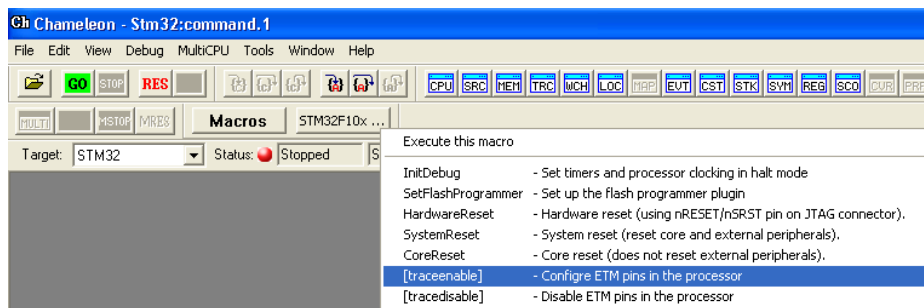 Ch Chameleon - Stm32:command.1
File Edit View Debug MultiCPU Tools Window Help
GO STOP RES CPU SRC MEM TRC WCH LOC MAP EVT CST STK SYM REG SCO CUR PRF
MULTI MSTOP MRES Macros STM32F10x ...
Execute this macro
Target: STM32 Status: Stopped S
InitDebug - Set timers and processor clocking in halt mode
SetFlashProgrammer - Set up the flash programmer plugin
HardwareReset - Hardware reset (using nRESET/nSRST pin on JTAG connector).
SystemReset - System reset (reset core and external peripherals).
CoreReset - Core reset (does not reset external peripherals).
[traceenable] - Configre ETM pins in the processor
[tracedisable] - Disable ETM pins in the processor